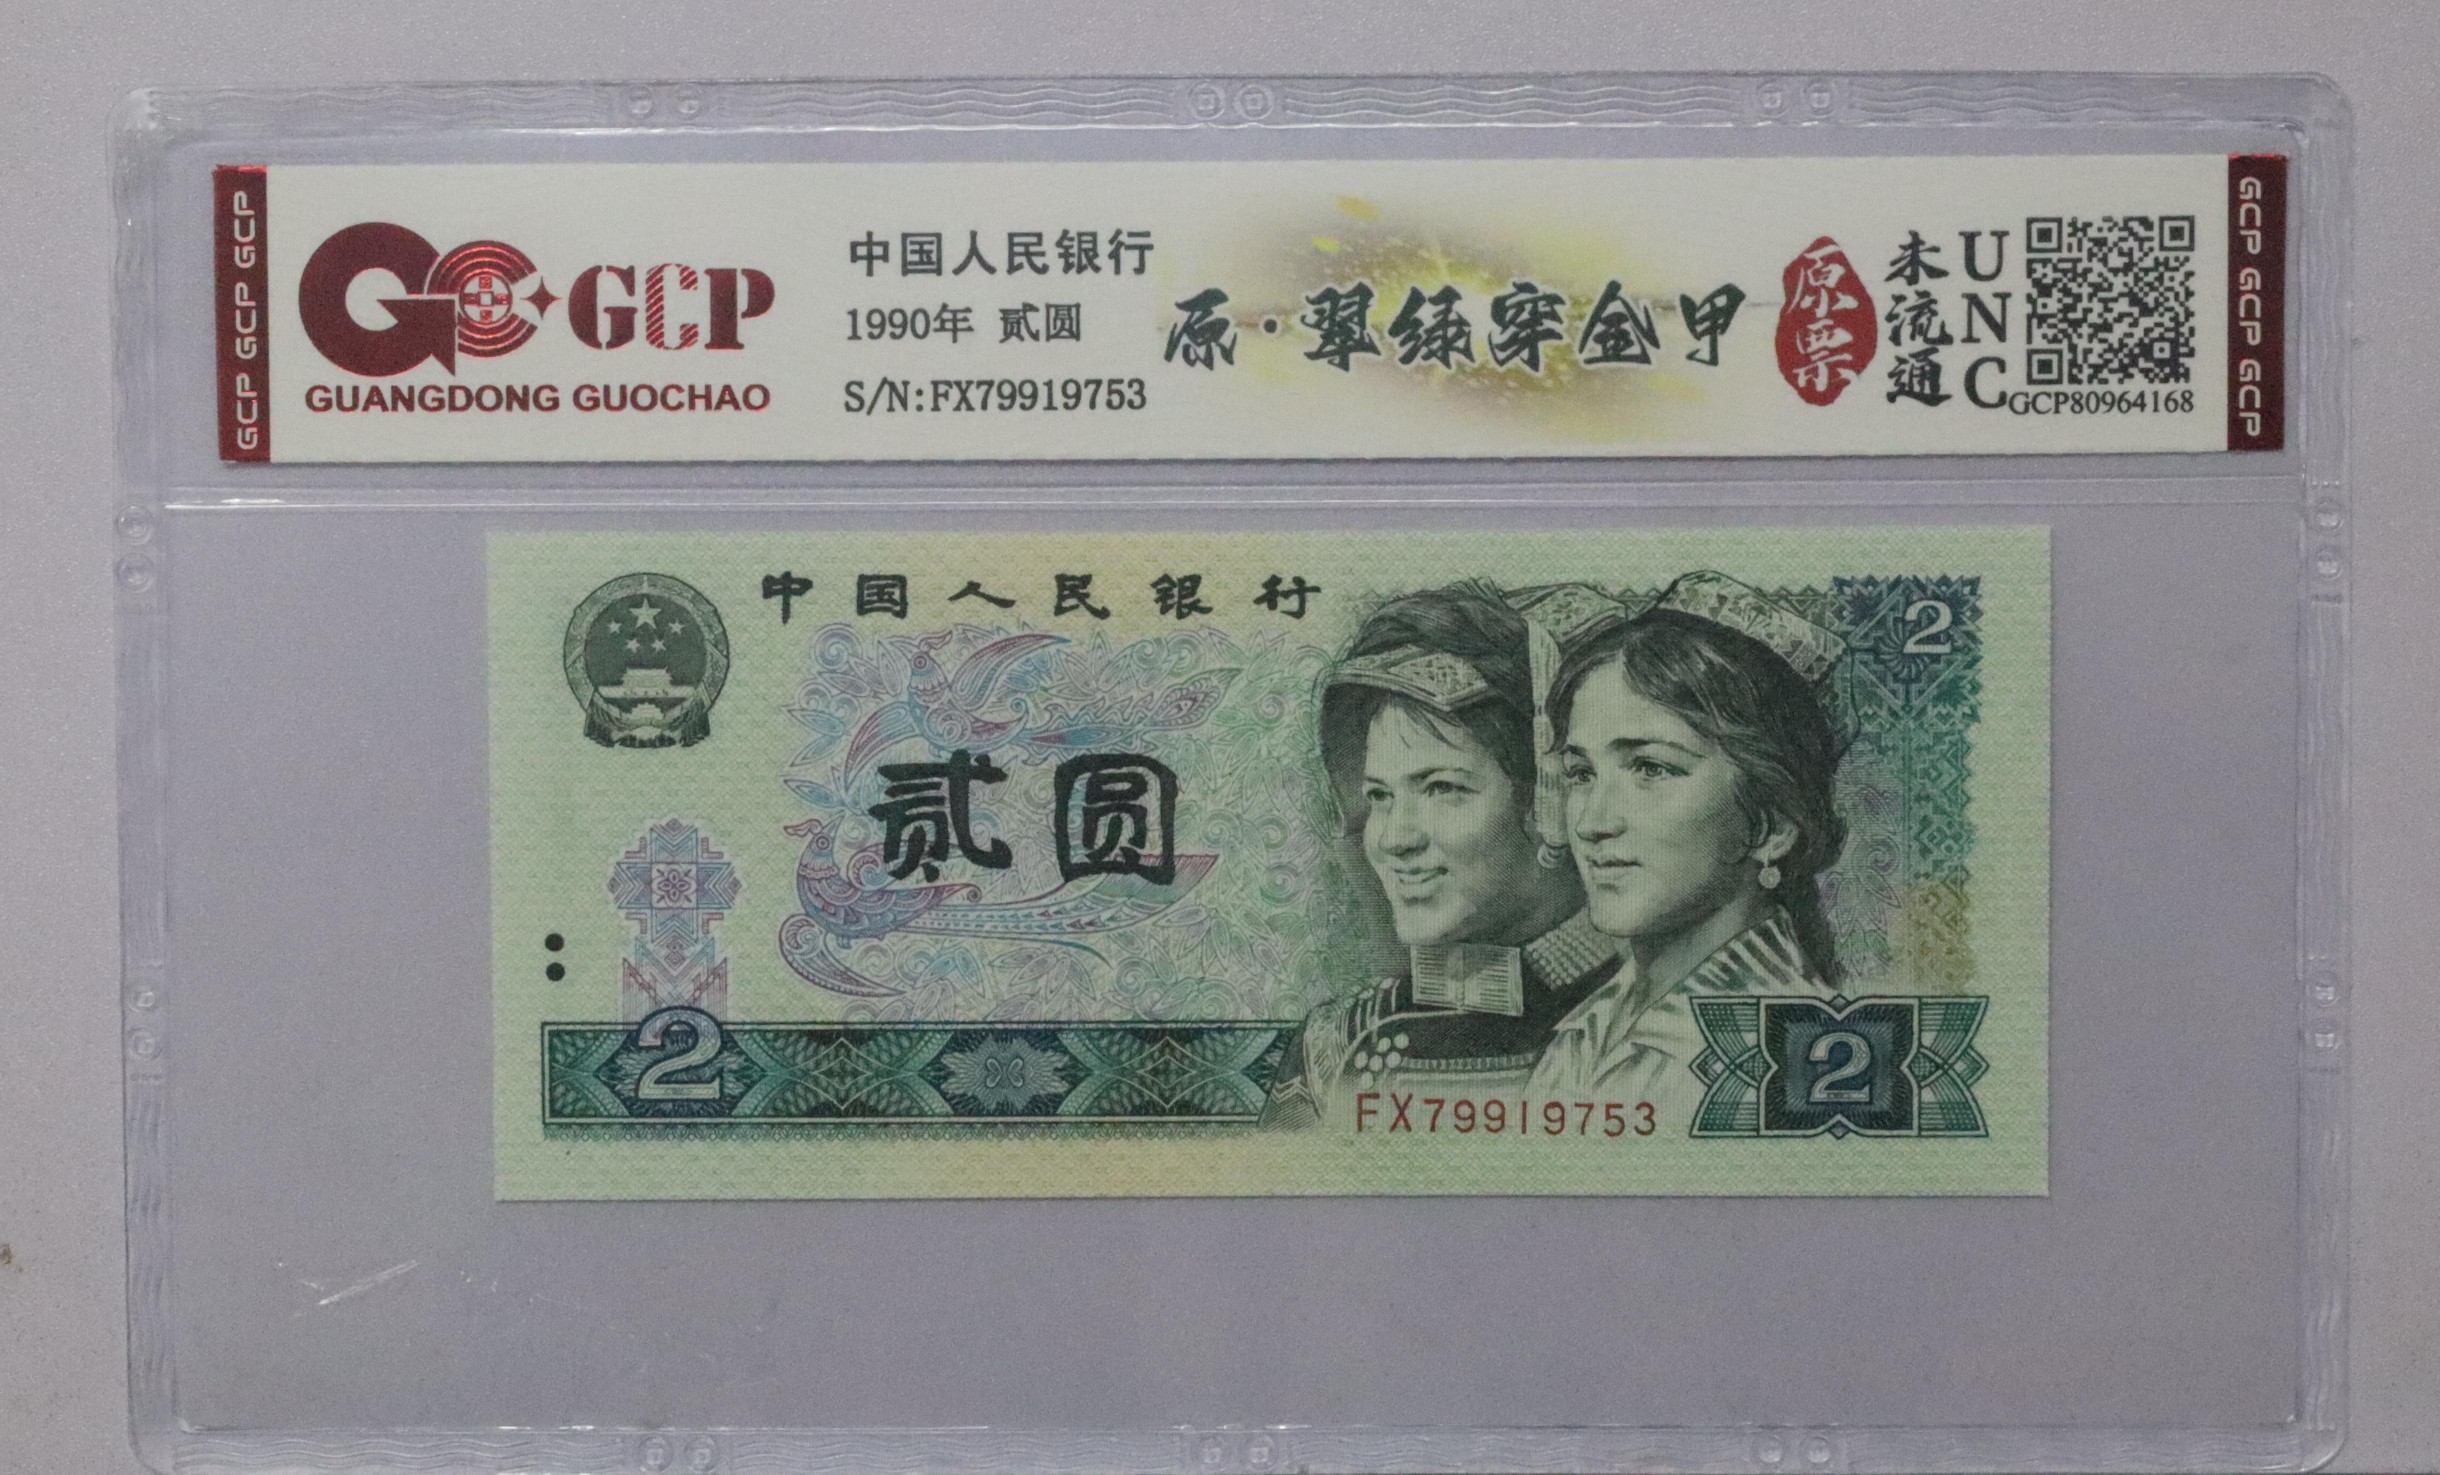 GCP GCP GCP
GCP
GUANGDONG GUOCHAO
中国人民银行
1990年 贰圆
S/N:FX79919753
原·翠绿穿金甲
原票
未流通
UNC
GCP80964168
GCP GCP GCP
中国人民银行
2
贰圆
2
FX79919753
2